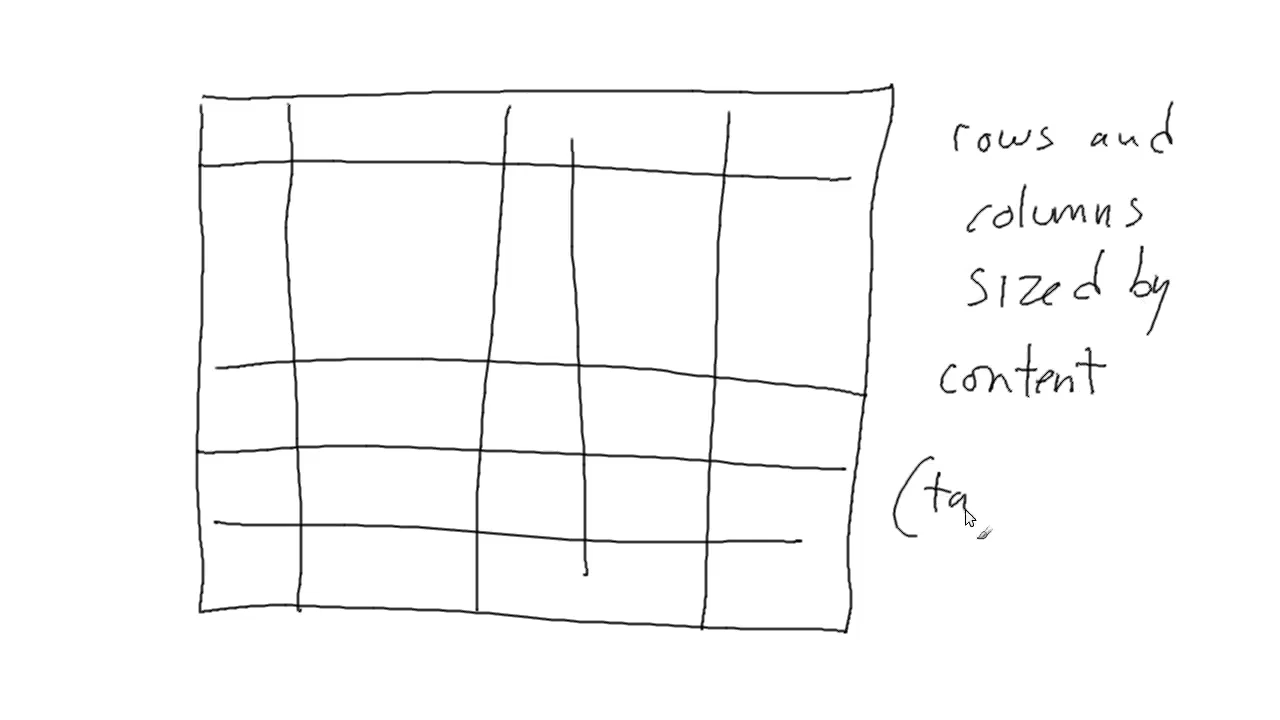 rows and
columns
sized by
content
(ta